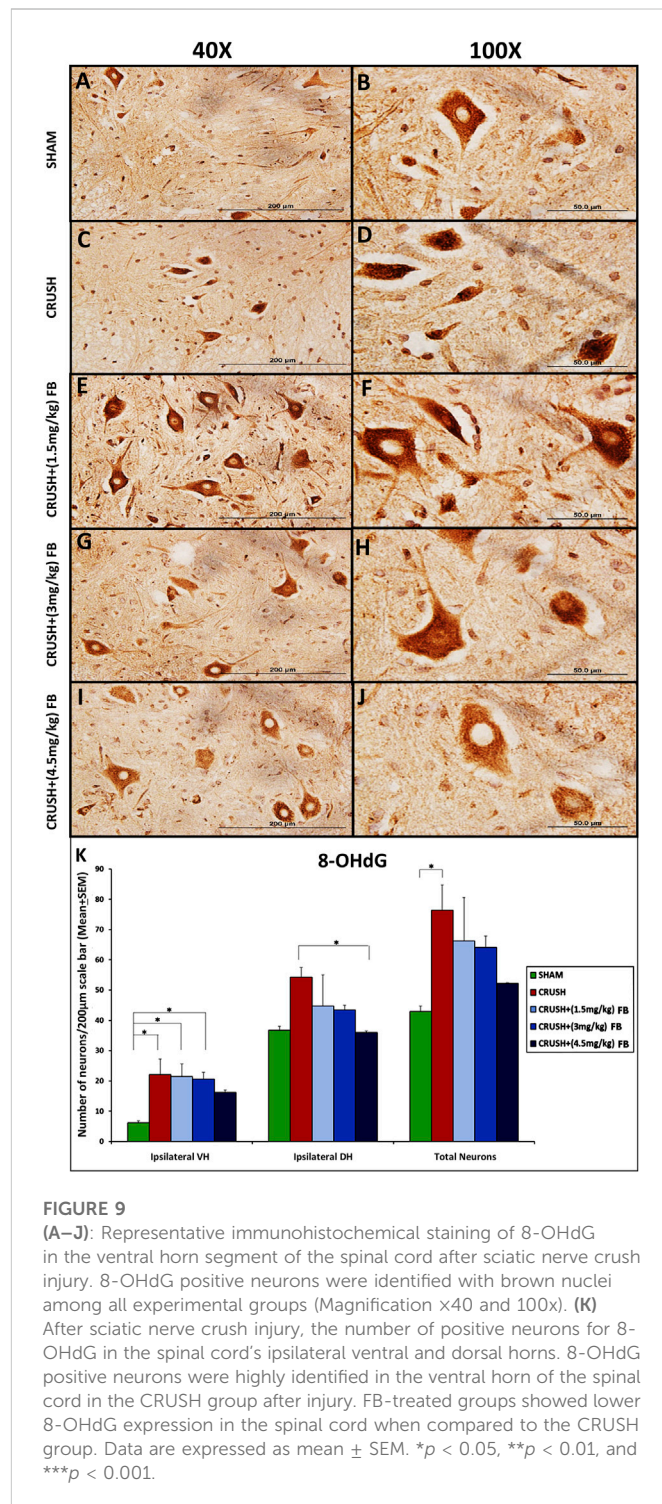 40X 100X
SHAM
A B
200 µm 50.0 µm
CRUSH
C D
200 µm 50.0 µm
CRUSH+(1.5mg/kg) FB
E F
200 µm 50.0 µm
CRUSH+(3mg/kg) FB
G H
200 µm 50.0 µm
CRUSH+(4.5mg/kg) FB
I J
200 µm 50.0 µm
K 8-OHdG
Number of neurons/200µm scale bar (Mean±SEM)
90
80
70
60
50
40
30
20
10
0
* * *
*
*
SHAM
CRUSH
CRUSH+(1.5mg/kg) FB
CRUSH+(3mg/kg) FB
CRUSH+(4.5mg/kg) FB
Ipsilateral VH Ipsilateral DH Total Neurons
FIGURE 9
(A–J): Representative immunohistochemical staining of 8-OHdG
in the ventral horn segment of the spinal cord after sciatic nerve crush
injury. 8-OHdG positive neurons were identified with brown nuclei
among all experimental groups (Magnification ×40 and 100x). (K)
After sciatic nerve crush injury, the number of positive neurons for 8-
OHdG in the spinal cord's ipsilateral ventral and dorsal horns. 8-OHdG
positive neurons were highly identified in the ventral horn of the spinal
cord in the CRUSH group after injury. FB-treated groups showed lower
8-OHdG expression in the spinal cord when compared to the CRUSH
group. Data are expressed as mean ± SEM. *p < 0.05, **p < 0.01, and
***p < 0.001.